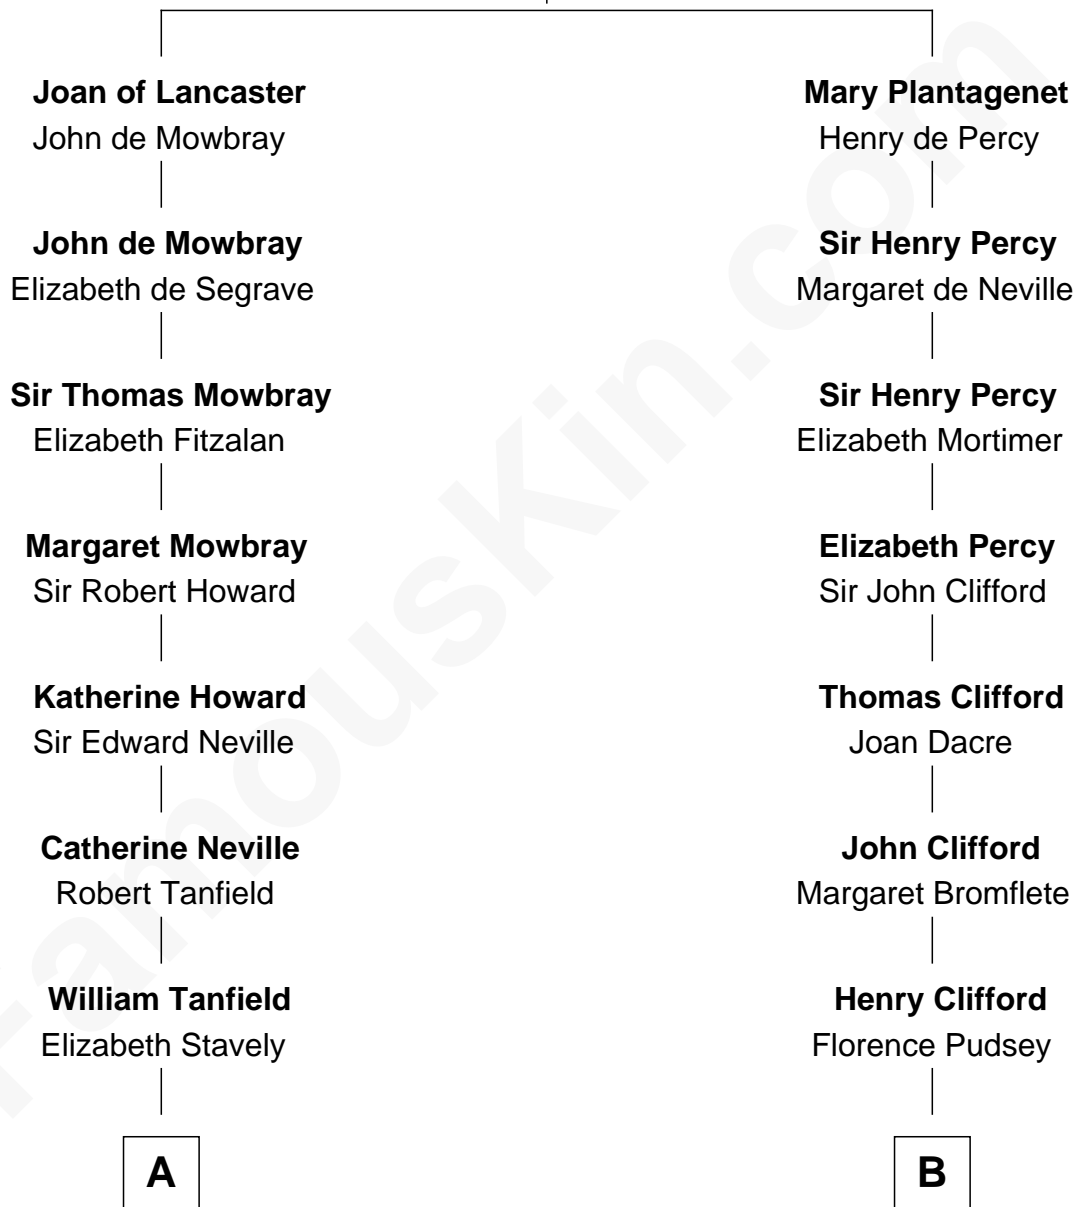 Joan of Lancaster
John de Mowbray
Mary Plantagenet
Henry de Percy
John de Mowbray
Elizabeth de Segrave
Sir Henry Percy
Margaret de Neville
Sir Thomas Mowbray
Elizabeth Fitzalan
Sir Henry Percy
Elizabeth Mortimer
Margaret Mowbray
Sir Robert Howard
Elizabeth Percy
Sir John Clifford
Katherine Howard
Sir Edward Neville
Thomas Clifford
Joan Dacre
Catherine Neville
Robert Tanfield
John Clifford
Margaret Bromflete
William Tanfield
Elizabeth Stavely
Henry Clifford
Florence Pudsey
A
B
FamousKin.com